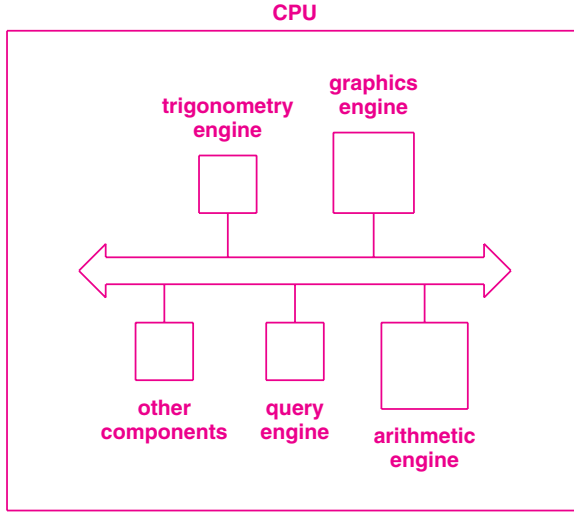 CPU
graphics
engine
trigonometry
engine
other
components
query
engine
arithmetic
engine